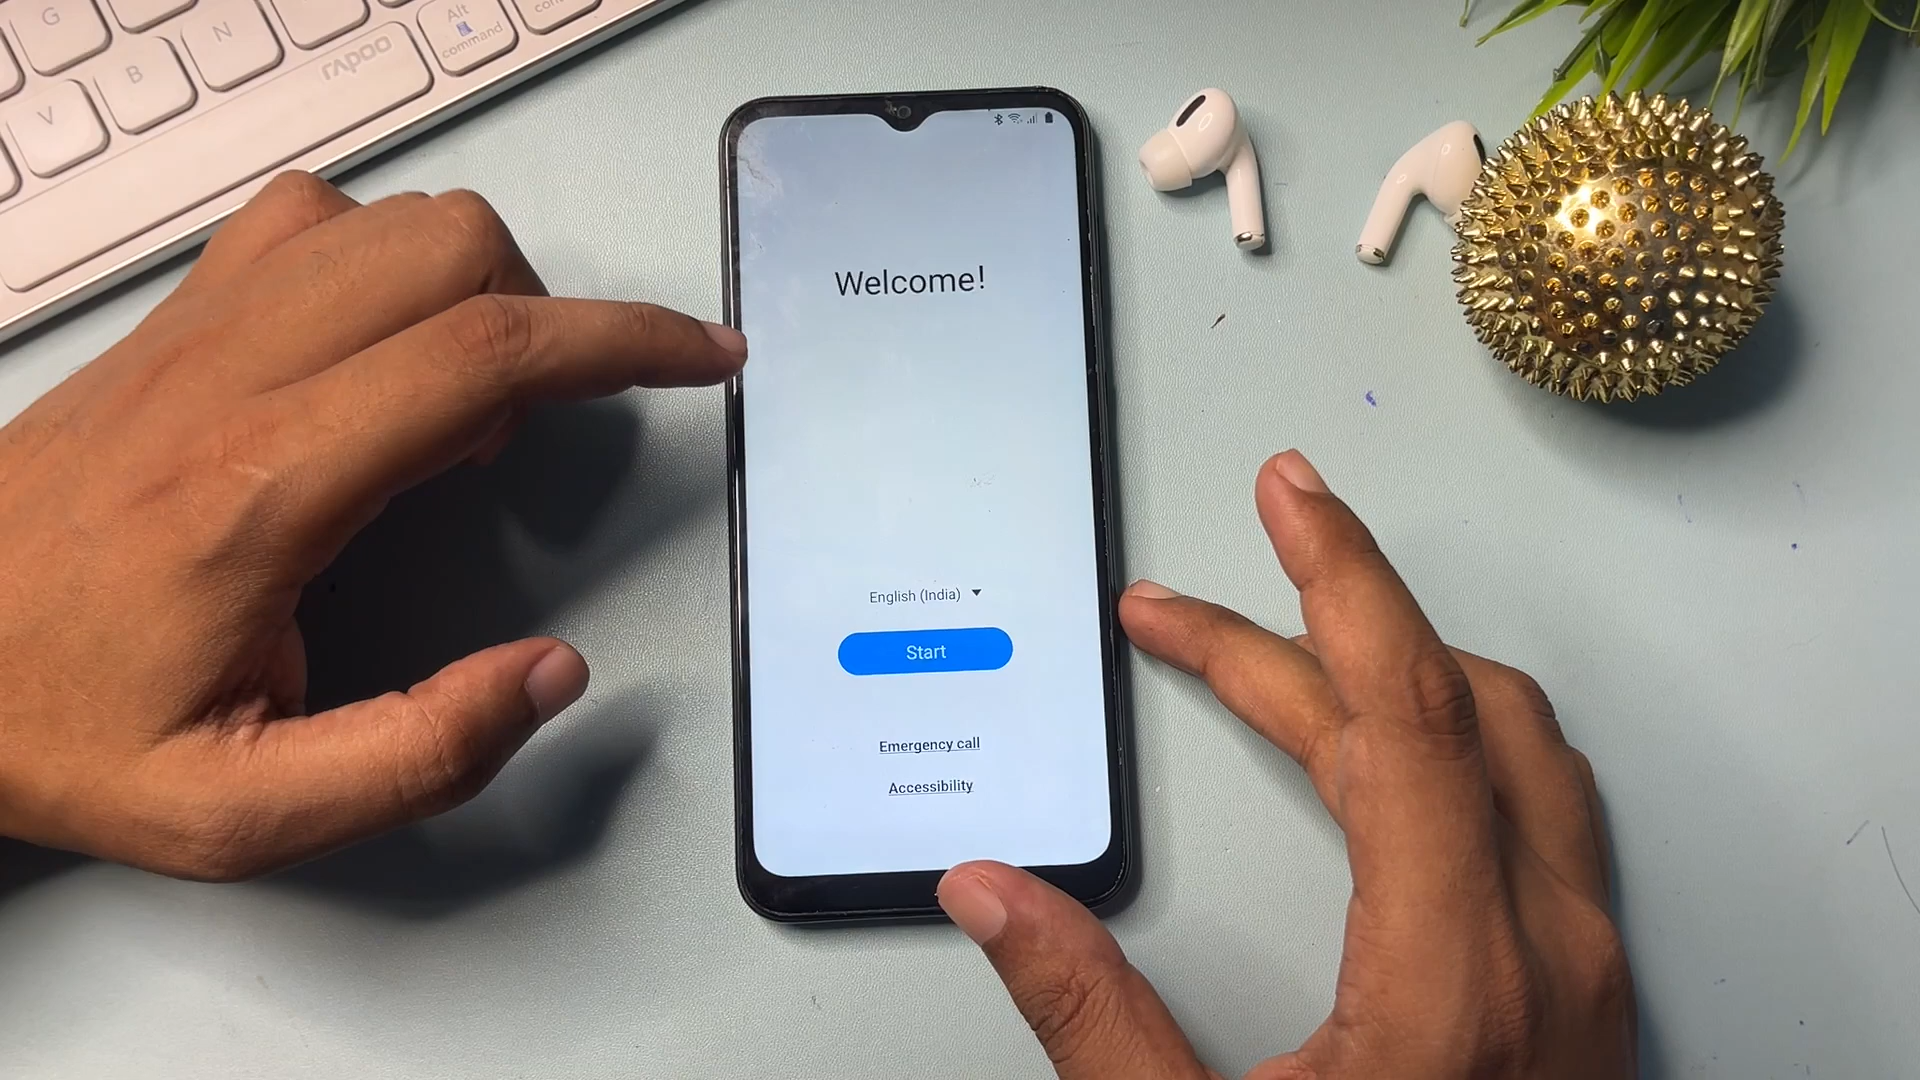 G
N
Alt
command
V
B
rapoo
Welcome!
English (India)
Start
Emergency call
Accessibility